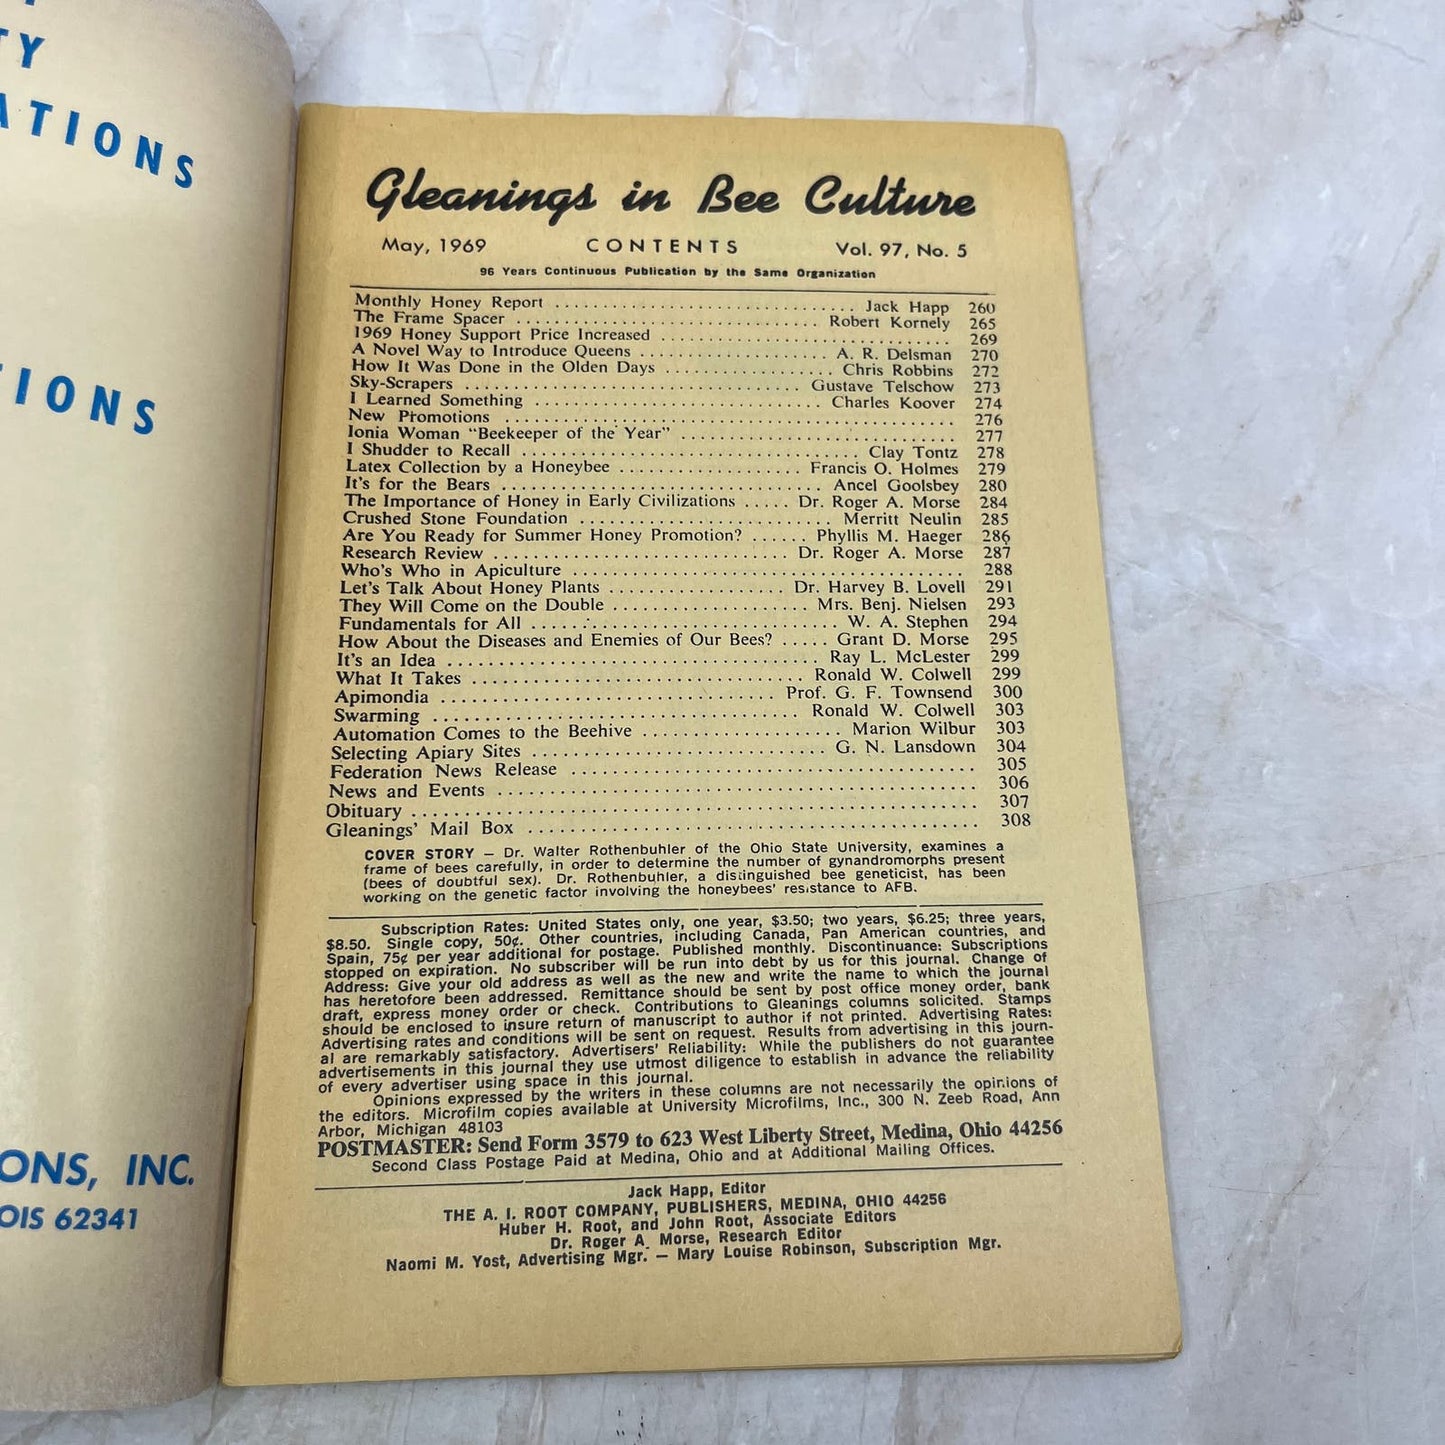 TY
ATIONS
TIONS
ONS, INC.
OIS 62341
Gleanings in Bee Culture
May, 1969 CONTENTS Vol. 97, No. 5
96 Years Continuous Publication by the Same Organization
Monthly Honey Report .............................. Jack Happ 260
The Frame Spacer .............................. Robert Kornely 265
1969 Honey Support Price Increased .............................. 269
A Novel Way to Introduce Queens .................... A. R. Delsman 270
How It Was Done in the Olden Days .................. Chris Robbins 272
Sky-Scrapers .................................. Gustave Telschow 273
I Learned Something .............................. Charles Koover 274
New Promotions .............................................. 276
Ionia Woman "Beekeeper of the Year" ............................ 277
I Shudder to Recall .................................. Clay Tontz 278
Latex Collection by a Honeybee ................... Francis O. Holmes 279
It's for the Bears ................................ Ancel Goolsbey 280
The Importance of Honey in Early Civilizations ..... Dr. Roger A. Morse 284
Crushed Stone Foundation .......................... Merritt Neulin 285
Are You Ready for Summer Honey Promotion? ...... Phyllis M. Haeger 286
Research Review .............................. Dr. Roger A. Morse 287
Who's Who in Apiculture ........................................ 288
Let's Talk About Honey Plants .................. Dr. Harvey B. Lovell 291
They Will Come on the Double .................... Mrs. Benj. Nielsen 293
Fundamentals for All ................................ W. A. Stephen 294
How About the Diseases and Enemies of Our Bees? ..... Grant D. Morse 295
It's an Idea ...................................... Ray L. McLester 299
What It Takes .................................. Ronald W. Colwell 299
Apimondia .................................. Prof. G. F. Townsend 300
Swarming ...................................... Ronald W. Colwell 303
Automation Comes to the Beehive .................... Marion Wilbur 303
Selecting Apiary Sites .............................. G. N. Lansdown 304
Federation News Release .......................................... 305
News and Events ................................................ 306
Obituary ........................................................ 307
Gleanings' Mail Box .............................................. 308
COVER STORY — Dr. Walter Rothenbuhler of the Ohio State University, examines a
frame of bees carefully, in order to determine the number of gynandromorphs present
(bees of doubtful sex). Dr. Rothenbuhler, a distinguished bee geneticist, has been
working on the genetic factor involving the honeybees' resistance to AFB.
Subscription Rates: United States only, one year, $3.50; two years, $6.25; three years,
$8.50. Single copy, 50¢. Other countries, including Canada, Pan American countries, and
Spain, 75¢ per year additional for postage. Published monthly. Discontinuance: Subscriptions
stopped on expiration. No subscriber will be run into debt by us for this journal. Change of
Address: Give your old address as well as the new and write the name to which the journal
has heretofore been addressed. Remittance should be sent by post office money order, bank
draft, express money order or check. Contributions to Gleanings columns solicited. Stamps
should be enclosed to insure return of manuscript to author if not printed. Advertising Rates:
Advertising rates and conditions will be sent on request. Results from advertising in this journ-
al are remarkably satisfactory. Advertisers' Reliability: While the publishers do not guarantee
advertisements in this journal they use utmost diligence to establish in advance the reliability
of every advertiser using space in this journal.
Opinions expressed by the writers in these columns are not necessarily the opinions of
the editors. Microfilm copies available at University Microfilms, Inc., 300 N. Zeeb Road, Ann
Arbor, Michigan 48103
POSTMASTER: Send Form 3579 to 623 West Liberty Street, Medina, Ohio 44256
Second Class Postage Paid at Medina, Ohio and at Additional Mailing Offices.
Jack Happ, Editor
THE A. I. ROOT COMPANY, PUBLISHERS, MEDINA, OHIO 44256
Huber H. Root, and John Root, Associate Editors
Dr. Roger A. Morse, Research Editor
Naomi M. Yost, Advertising Mgr. — Mary Louise Robinson, Subscription Mgr.